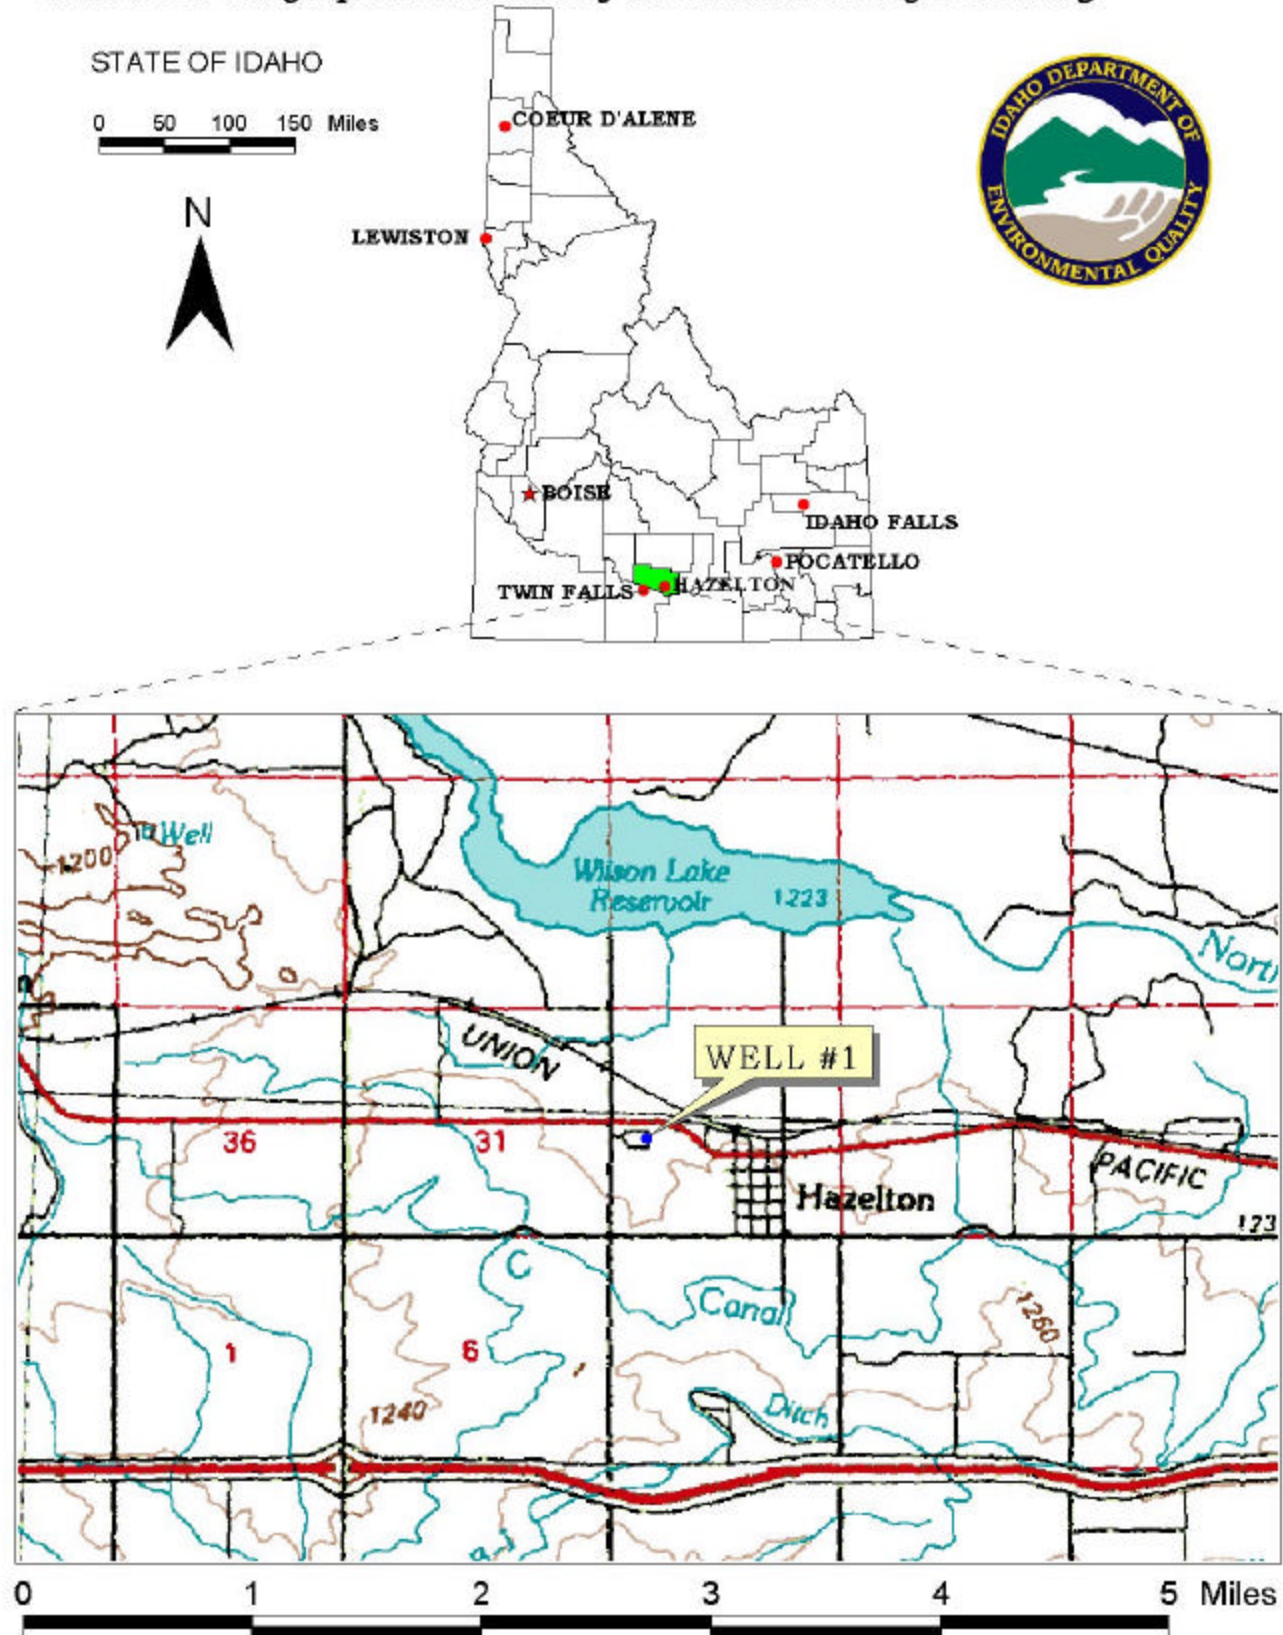 STATE OF IDAHO
0 50 100 150 Miles
N
COEUR D'ALENE
LEWISTON
BOISE
IDAHO FALLS
POCATELLO
TWIN FALLS
HAZELTON
IDAHO DEPARTMENT OF
ENVIRONMENTAL QUALITY
Well
1200
Wilson Lake
Reservoir
1223
North
UNION
WELL #1
36
31
PACIFIC
Hazelton
123
C
Canal
1260
1
6
1240
Ditch
0 1 2 3 4 5 Miles